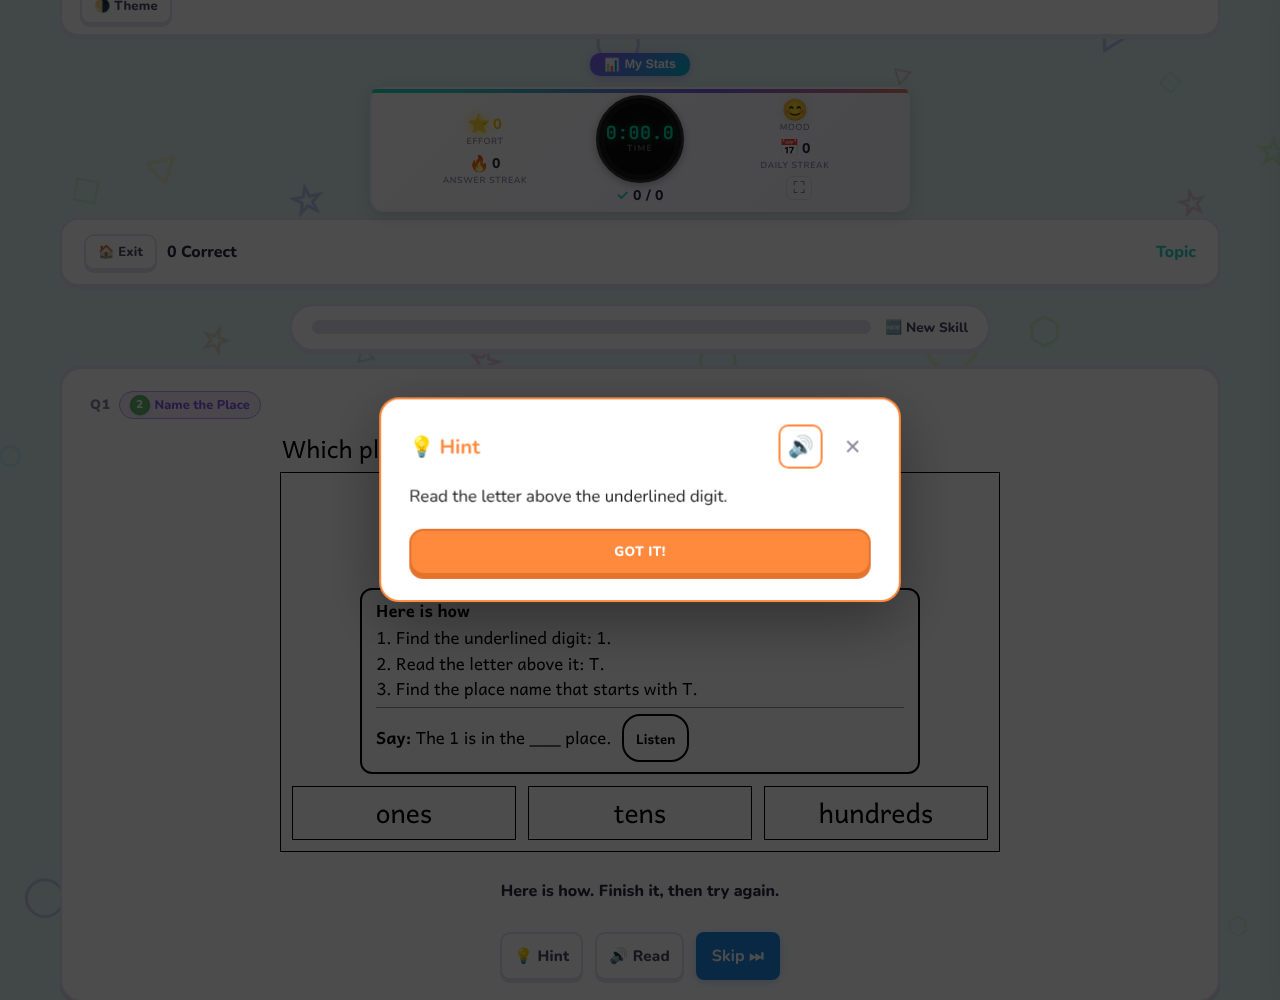 🌗 Theme
📊 My Stats
⭐ 0
EFFORT
🔥 0
ANSWER STREAK
0:00.0
TIME
✓ 0 / 0
😊
MOOD
📅 0
DAILY STREAK
🏠 Exit
0 Correct
Topic
🆕 New Skill
Q1
2 Name the Place
Which
💡 Hint
🔊
✕
Read the letter above the underlined digit.
GOT IT!
Here is how
1. Find the underlined digit: 1.
2. Read the letter above it: T.
3. Find the place name that starts with T.
Say: The 1 is in the ___ place.
Listen
ones
tens
hundreds
Here is how. Finish it, then try again.
💡 Hint
🔊 Read
Skip ⏭